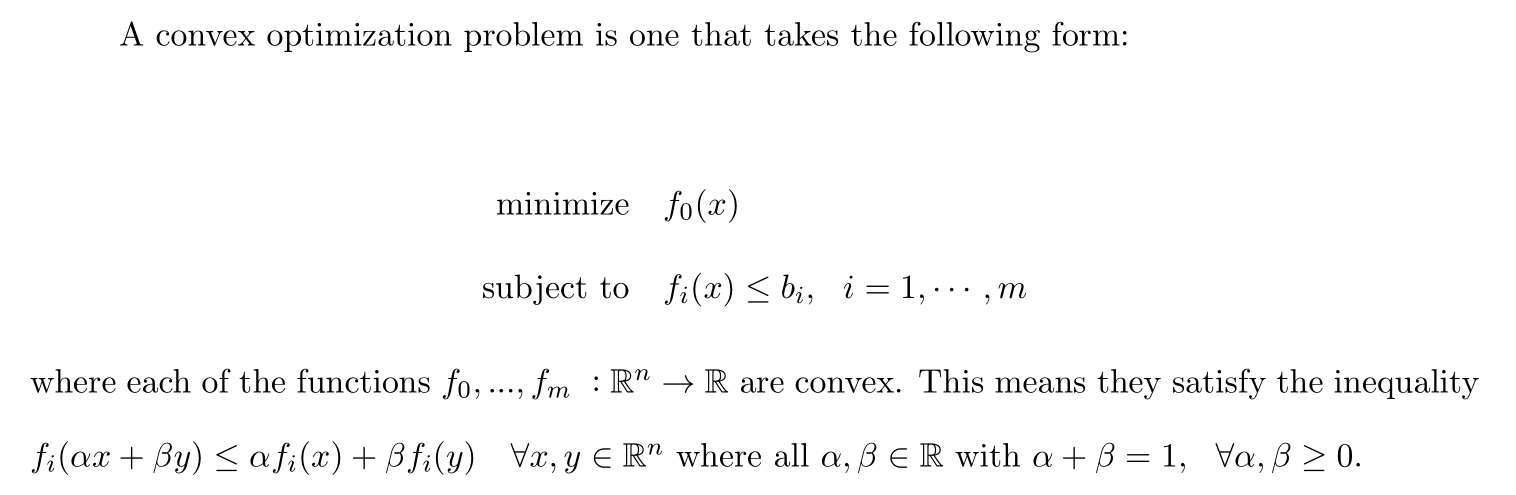 A convex optimization problem is one that takes the following form:
minimize f₀(x)
subject to fᵢ(x) ≤ bᵢ, i = 1, ⋯ , m
where each of the functions f₀, ..., fₘ : ℝⁿ → ℝ are convex. This means they satisfy the inequality
fᵢ(αx + βy) ≤ αfᵢ(x) + βfᵢ(y) ∀x, y ∈ ℝⁿ where all α, β ∈ ℝ with α + β = 1, ∀α, β ≥ 0.